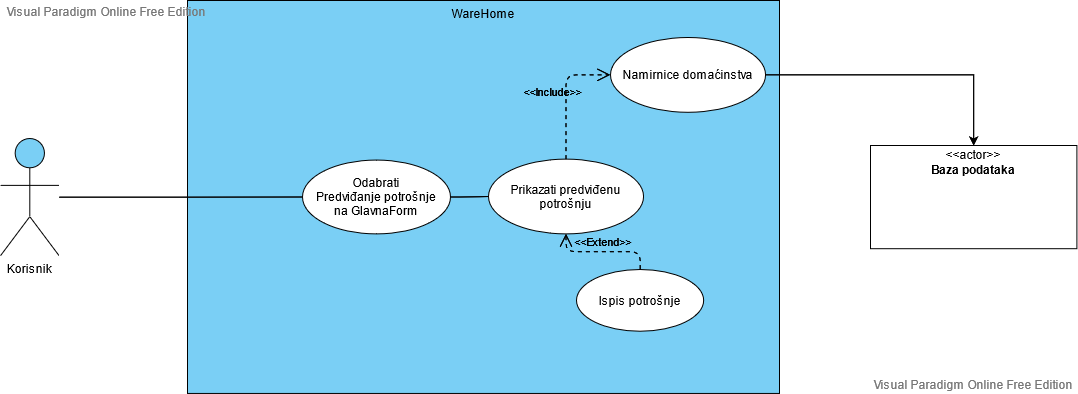 Visual Paradigm Online Free Edition
WareHome
Namirnice domaćinstva
<<Include>>
<<actor>>
Baza podataka
Odabrati
Predviđanje potrošnje
na GlavnaForm
Prikazati predviđenu
potrošnju
<<Extend>>
Korisnik
Ispis potrošnje
Visual Paradigm Online Free Edition